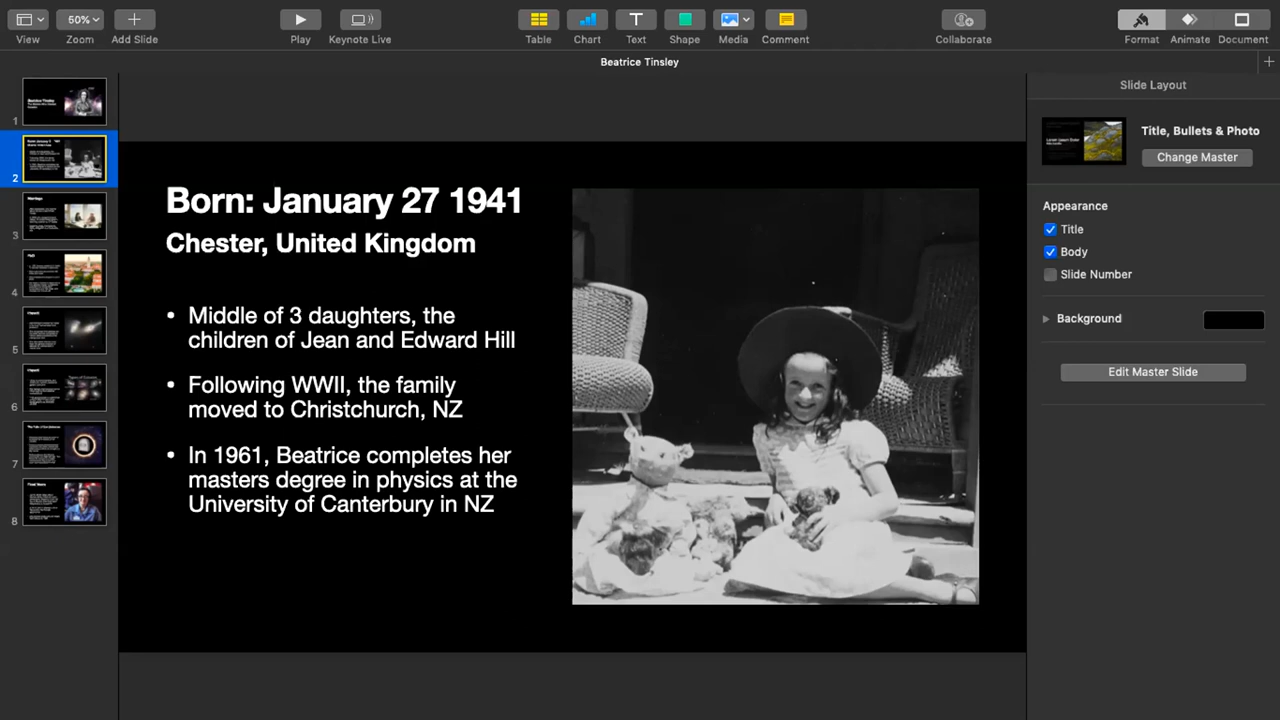 50%
View
Zoom
Add Slide
Play
Keynote Live
Table
Chart
Text
Shape
Media
Comment
Collaborate
Format
Animate
Document
Beatrice Tinsley
1
2
3
4
5
6
7
8
Born: January 27 1941
Chester, United Kingdom
• Middle of 3 daughters, the
children of Jean and Edward Hill
• Following WWII, the family
moved to Christchurch, NZ
• In 1961, Beatrice completes her
masters degree in physics at the
University of Canterbury in NZ
Slide Layout
Title, Bullets & Photo
Change Master
Appearance
Title
Body
Slide Number
Background
Edit Master Slide